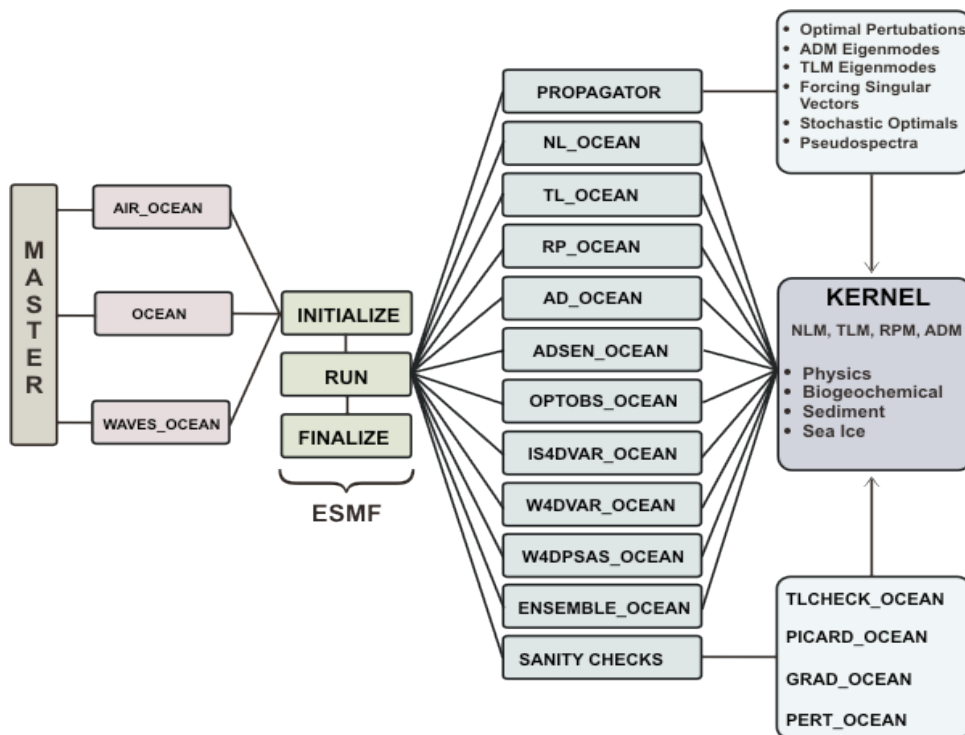 MASTER
AIR_OCEAN
OCEAN
WAVES_OCEAN
INITIALIZE
RUN
FINALIZE
ESMF
PROPAGATOR
NL_OCEAN
TL_OCEAN
RP_OCEAN
AD_OCEAN
ADSEN_OCEAN
OPTOBS_OCEAN
IS4DVAR_OCEAN
W4DVAR_OCEAN
W4DPSAS_OCEAN
ENSEMBLE_OCEAN
SANITY CHECKS
• Optimal Pertubations
• ADM Eigenmodes
• TLM Eigenmodes
• Forcing Singular
Vectors
• Stochastic Optimals
• Pseudospectra
KERNEL
NLM, TLM, RPM, ADM
• Physics
• Biogeochemical
• Sediment
• Sea Ice
TLCHECK_OCEAN
PICARD_OCEAN
GRAD_OCEAN
PERT_OCEAN